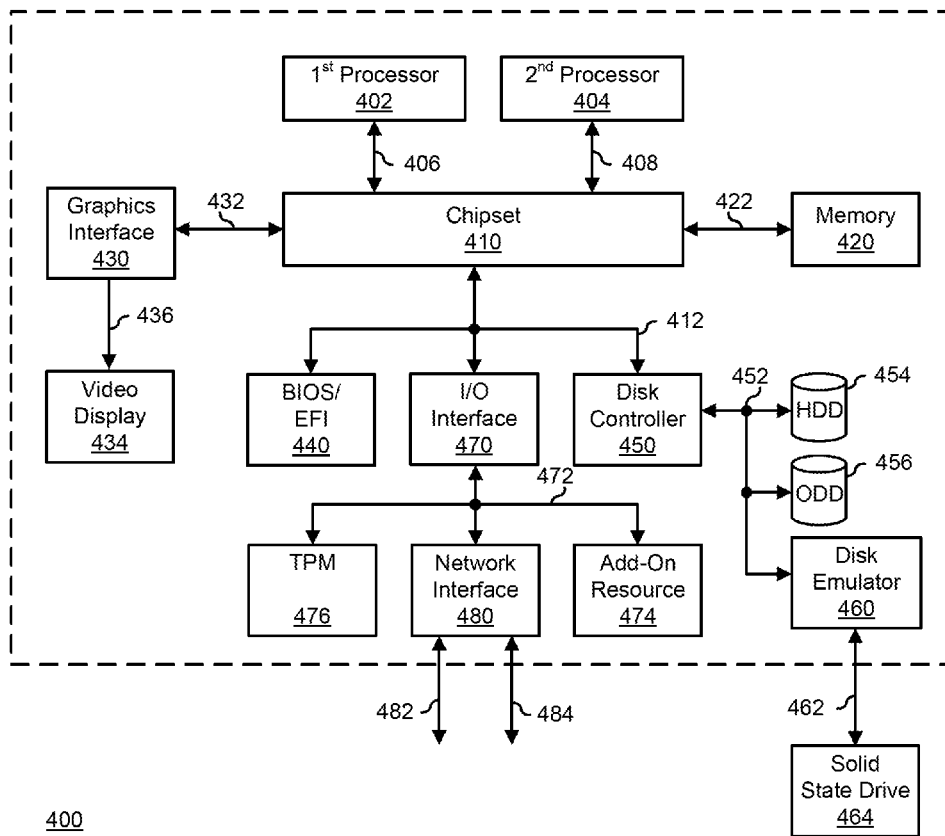 1st Processor
402
2nd Processor
404
406
408
Graphics
Interface
430
432
Chipset
410
422
Memory
420
436
412
Video
Display
434
BIOS/
EFI
440
I/O
Interface
470
Disk
Controller
450
452
HDD
454
ODD
456
472
TPM
476
Network
Interface
480
Add-On
Resource
474
Disk
Emulator
460
482
484
462
Solid
State Drive
464
400